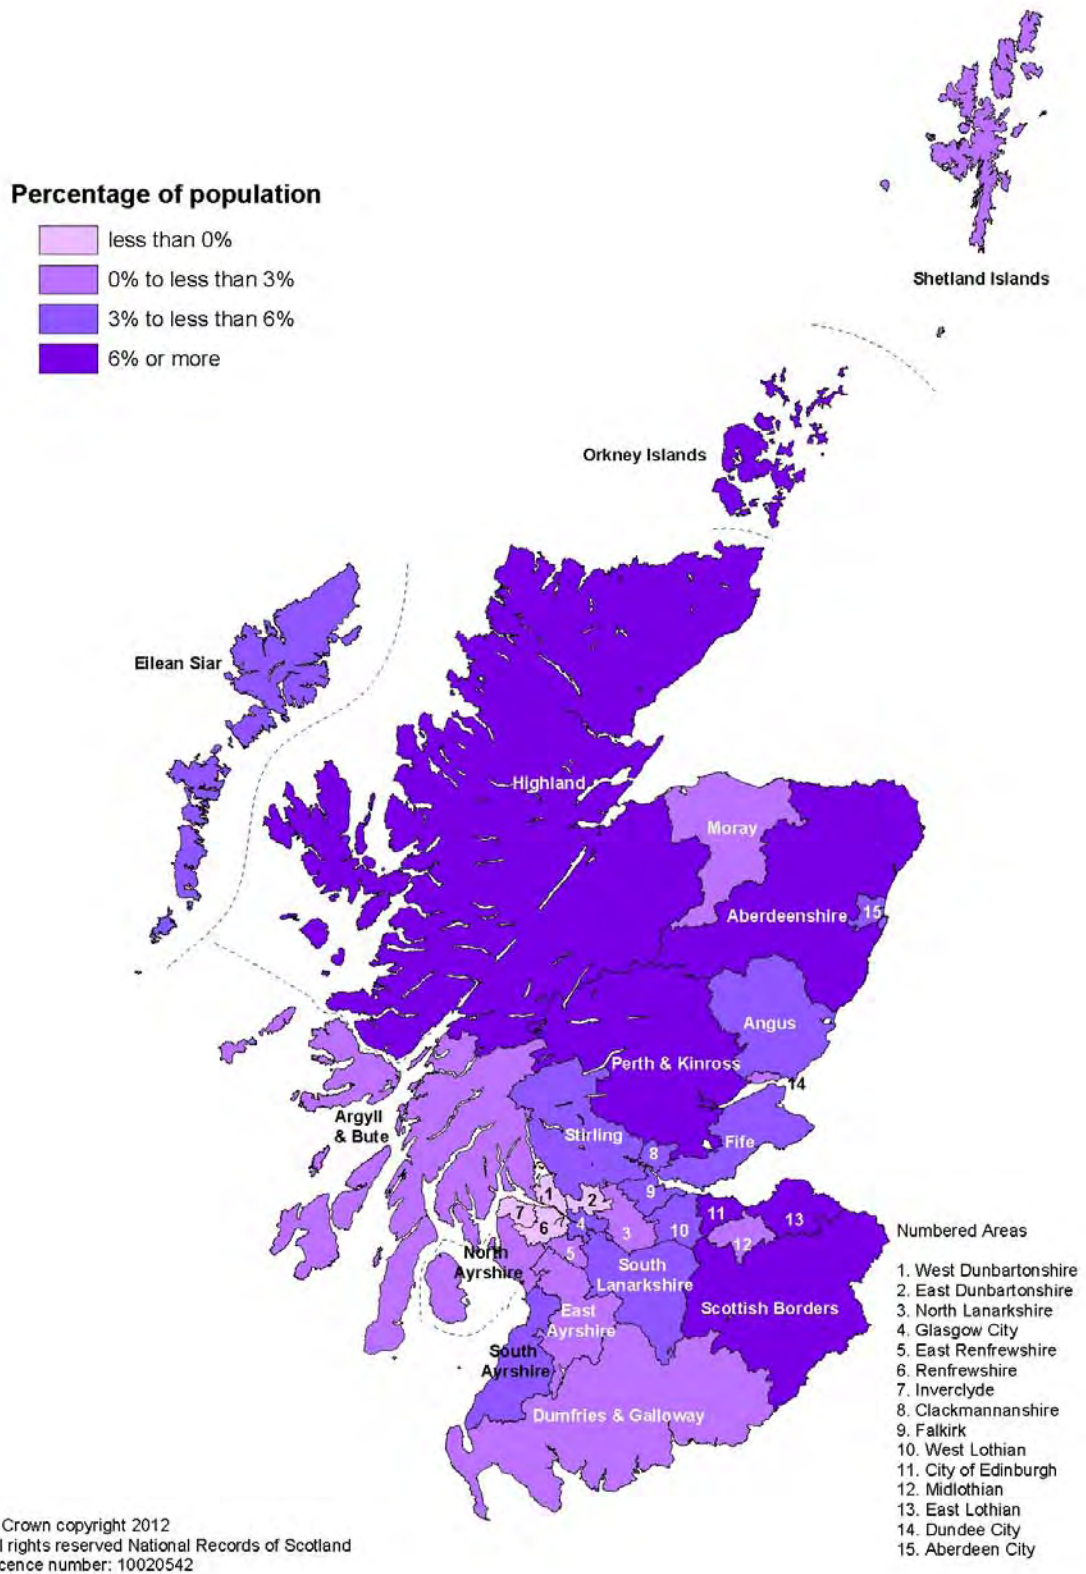 Percentage of population
less than 0%
0% to less than 3%
3% to less than 6%
6% or more
Shetland Islands
Orkney Islands
Eilean Siar
Highland
Moray
Aberdeenshire
15
Angus
Perth & Kinross
14
Argyll
& Bute
Stirling
8
Fife
1
2
9
7
6
4
3
10
11
12
13
5
North
Ayrshire
South
Lanarkshire
Scottish Borders
East
Ayrshire
South
Ayrshire
Dumfries & Galloway
Numbered Areas
1. West Dunbartonshire
2. East Dunbartonshire
3. North Lanarkshire
4. Glasgow City
5. East Renfrewshire
6. Renfrewshire
7. Inverclyde
8. Clackmannanshire
9. Falkirk
10. West Lothian
11. City of Edinburgh
12. Midlothian
13. East Lothian
14. Dundee City
15. Aberdeen City
Crown copyright 2012
l rights reserved National Records of Scotland
cence number: 10020542